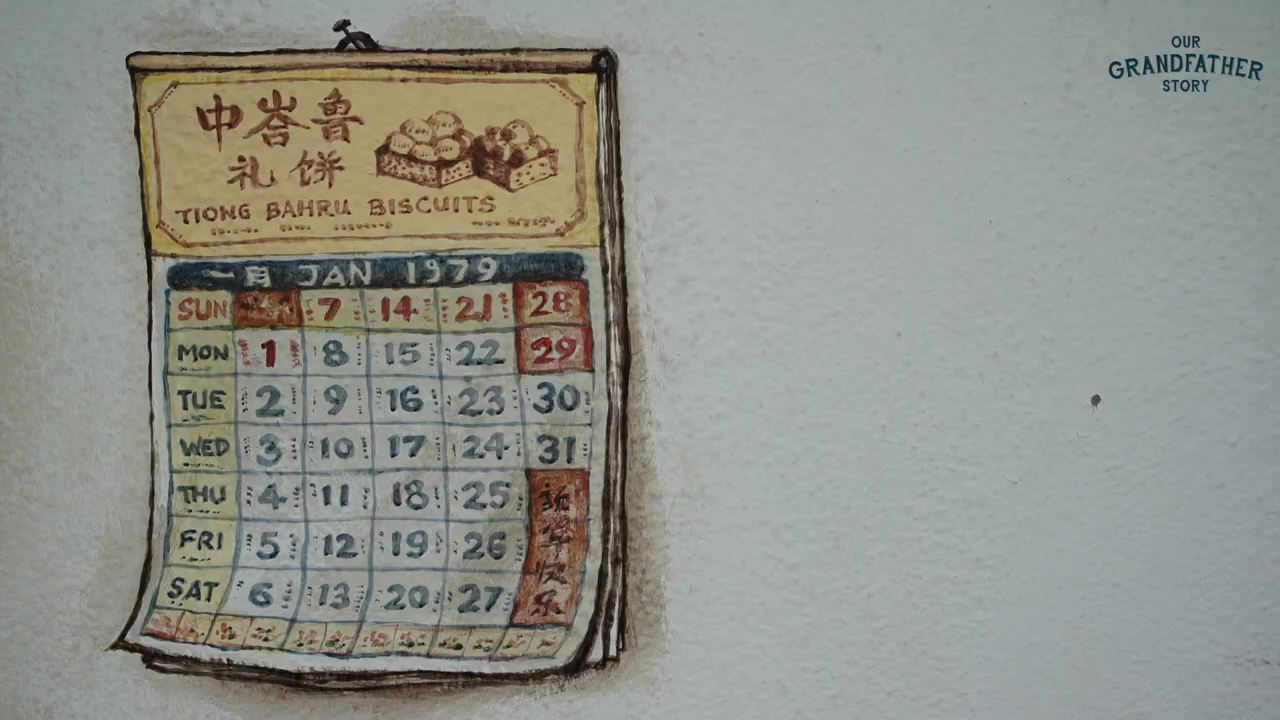 中峇鲁
礼饼
TIONG BAHRU BISCUITS
一月 JAN 1979
SUN 7 14 21 28
MON 1 8 15 22 29
TUE 2 9 16 23 30
WED 3 10 17 24 31
THU 4 11 18 25
FRI 5 12 19 26
SAT 6 13 20 27
快
乐
OUR
GRANDFATHER
STORY